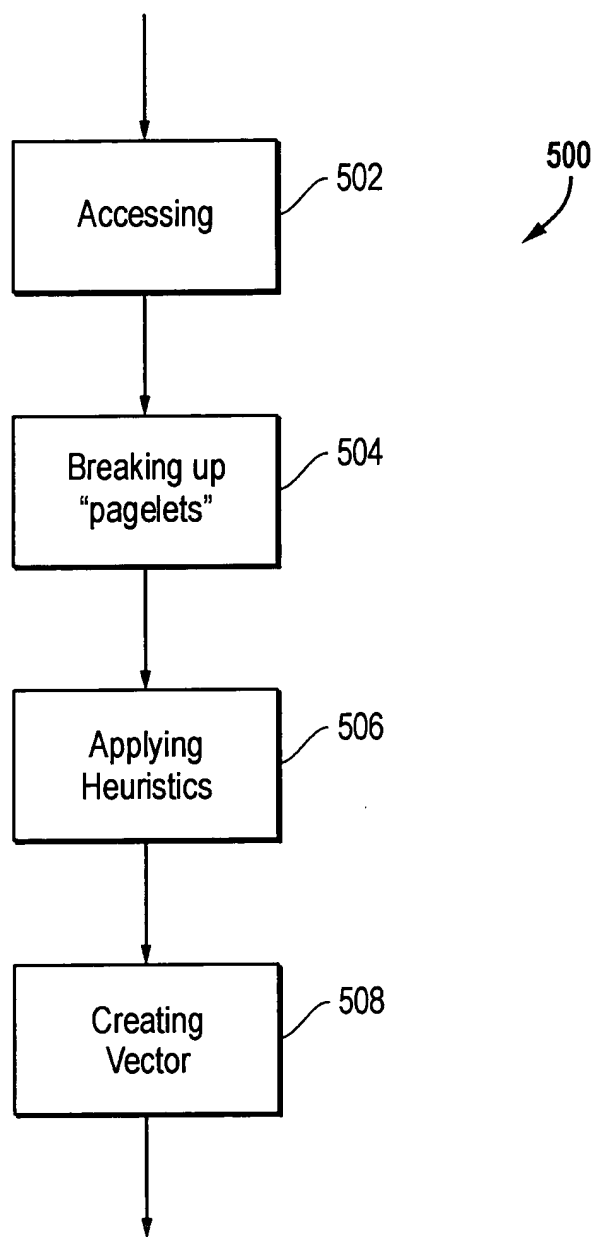 500
Accessing
502
Breaking up
“pagelets”
504
Applying
Heuristics
506
Creating
Vector
508